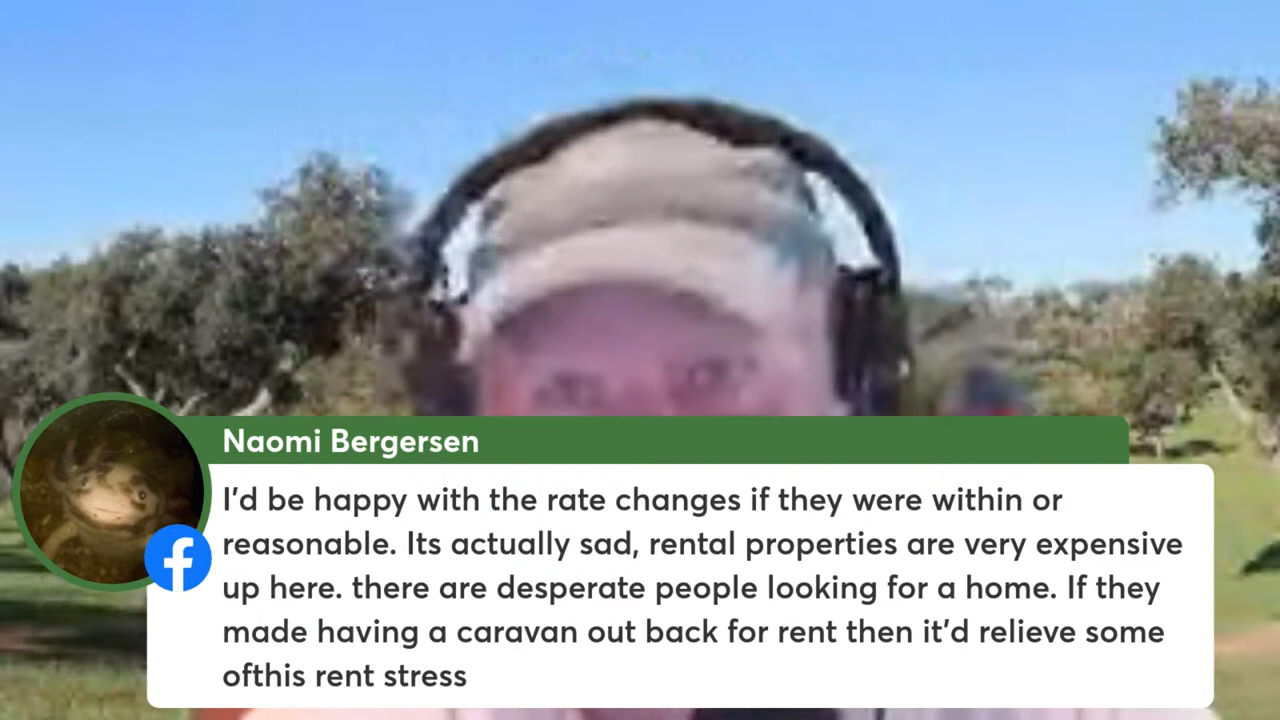 Naomi Bergersen
I'd be happy with the rate changes if they were within or
reasonable. Its actually sad, rental properties are very expensive
up here. there are desperate people looking for a home. If they
made having a caravan out back for rent then it'd relieve some
ofthis rent stress